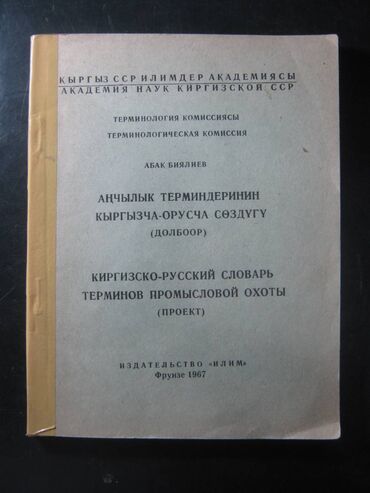 КЫРГЫЗ ССР ИЛИМДЕР АКАДЕМИЯСЫ
АКАДЕМИЯ НАУК КИРГИЗСКОЙ ССР
ТЕРМИНОЛОГИЯ КОМИССИЯСЫ
ТЕРМИНОЛОГИЧЕСКАЯ КОМИССИЯ
АБАК БИЯЛИЕВ
АҢЧЫЛЫК ТЕРМИНДЕРИНИН
КЫРГЫЗЧА-ОРУСЧА СӨЗДҮГҮ
(ДОЛБООР)
КИРГИЗСКО-РУССКИЙ СЛОВАРЬ
ТЕРМИНОВ ПРОМЫСЛОВОЙ ОХОТЫ
(ПРОЕКТ)
ИЗДАТЕЛЬСТВО «ИЛИМ»
Фрунзе 1967